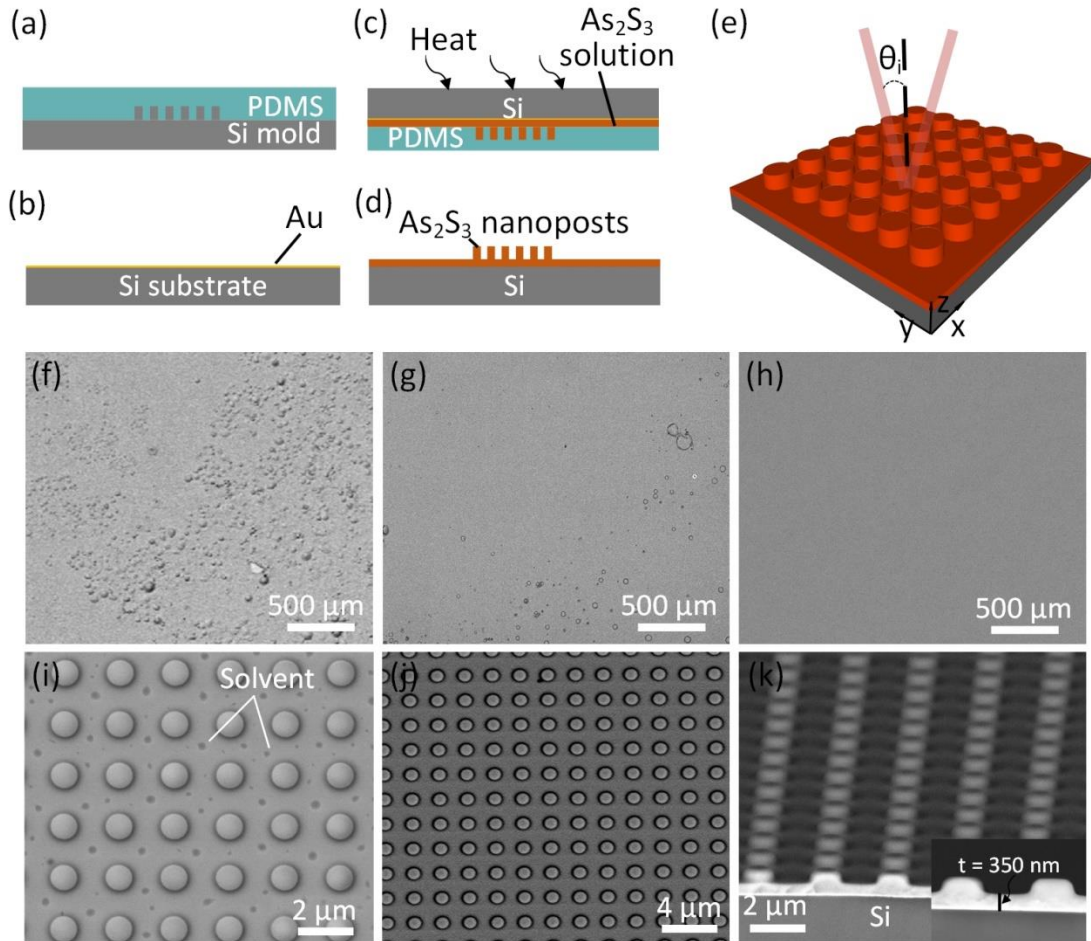 (a)
PDMS
Si mold
(b)
Au
Si substrate
(c)
Heat
As₂S₃
solution
Si
PDMS
(d)
As₂S₃ nanoposts
Si
(e)
θᵢ
z
y
x
(f)
500 μm
(g)
500 μm
(h)
500 μm
(i)
Solvent
2 μm
(j)
4 μm
(k)
t = 350 nm
2 μm
Si